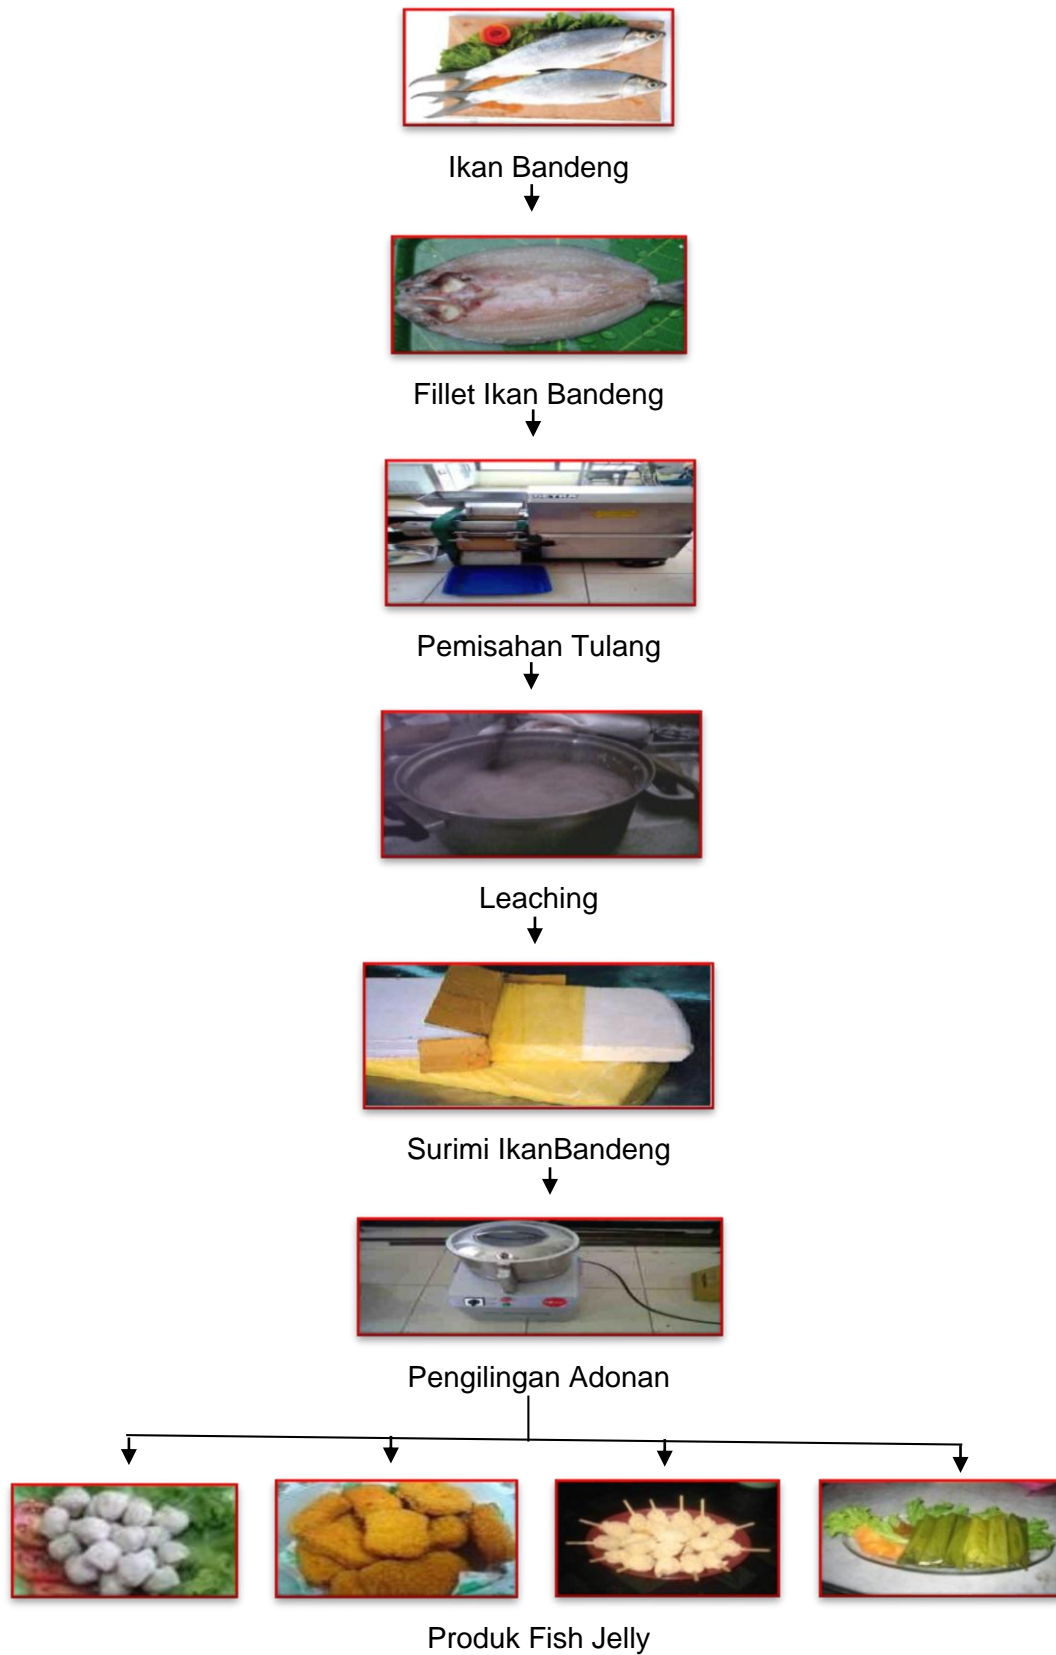 Ikan Bandeng
Fillet Ikan Bandeng
Pemisahan Tulang
Leaching
Surimi IkanBandeng
Pengilingan Adonan
Produk Fish Jelly